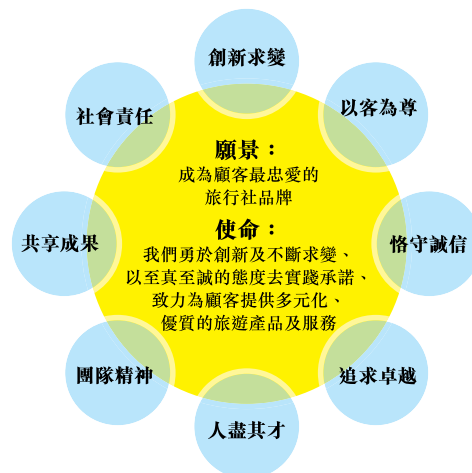 創新求變
以客為尊
恪守誠信
追求卓越
人盡其才
團隊精神
共享成果
社會責任
願景：
成為顧客最忠愛的
旅行社品牌
使命：
我們勇於創新及不斷求變、
以至真至誠的態度去實踐承諾、
致力為顧客提供多元化、
優質的旅遊產品及服務